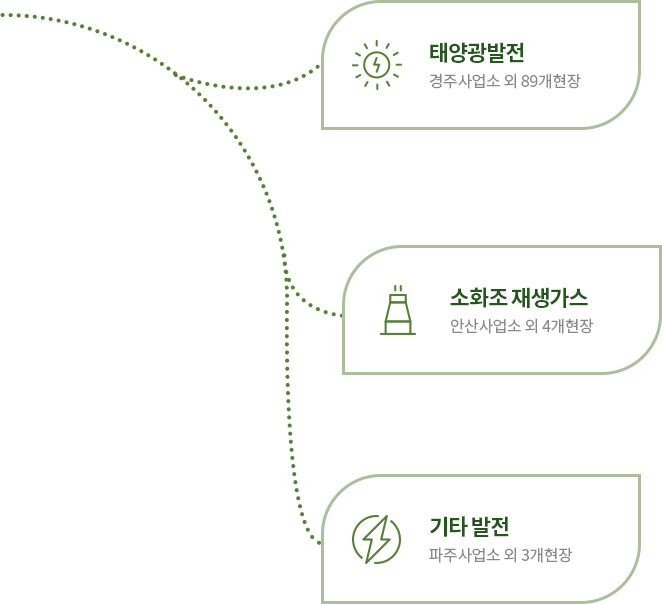 태양광발전
경주사업소 외 89개현장
소화조 재생가스
안산사업소 외 4개현장
기타 발전
파주사업소 외 3개현장